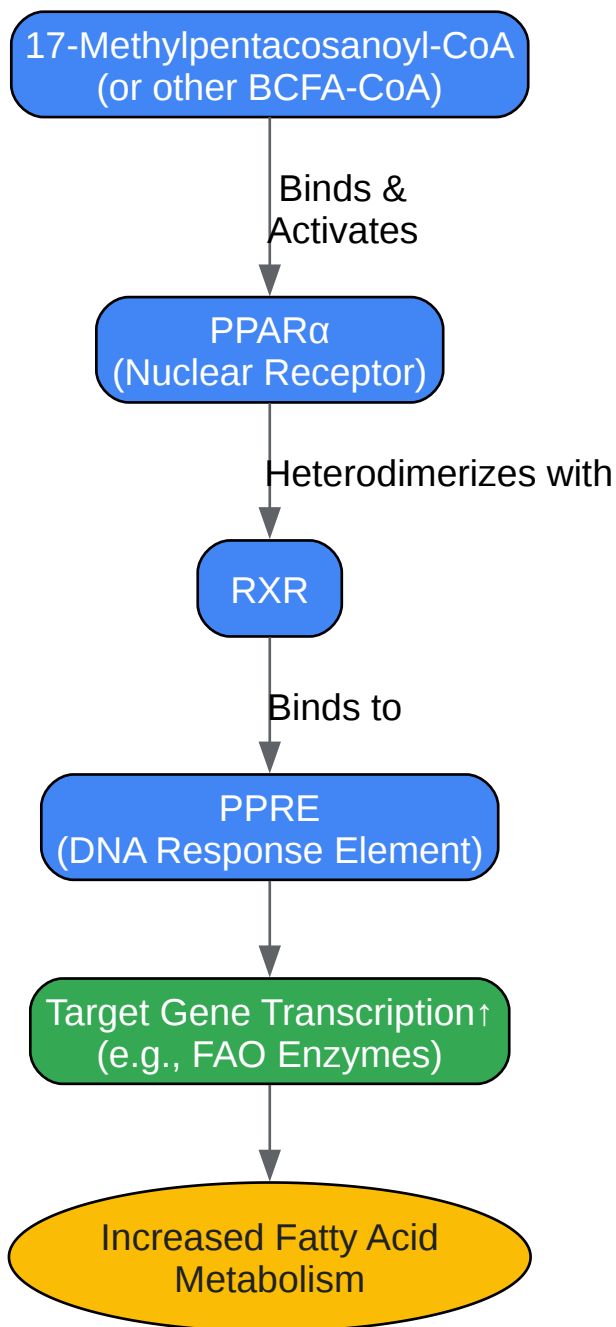 17-Methylpentacosanoyl-CoA
(or other BCFA-CoA)
Binds &
Activates
PPARα
(Nuclear Receptor)
Heterodimerizes with
RXR
Binds to
PPRE
(DNA Response Element)
Target Gene Transcription↑
(e.g., FAO Enzymes)
Increased Fatty Acid
Metabolism